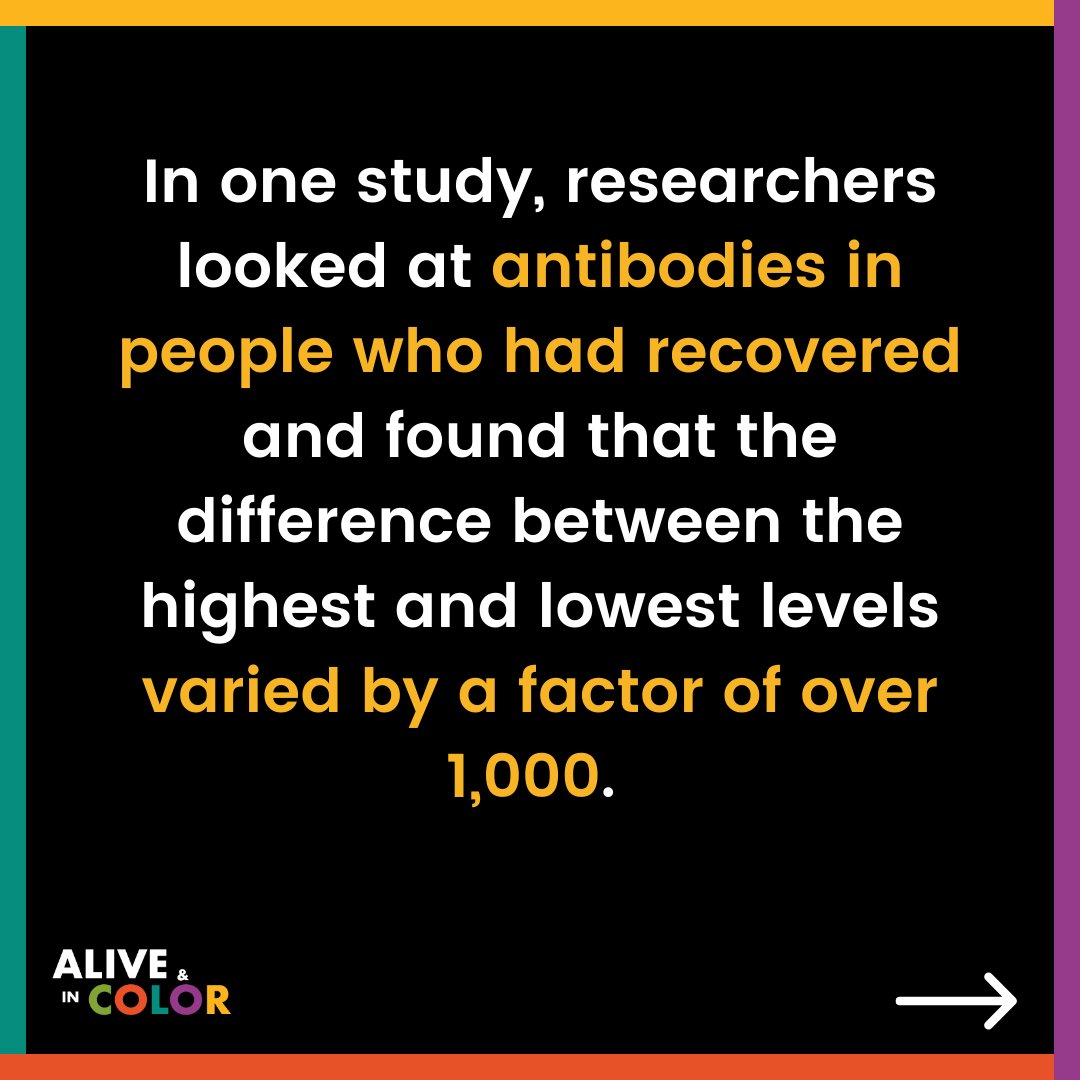 In one study, researchers
looked at antibodies in
people who had recovered
and found that the
difference between the
highest and lowest levels
varied by a factor of over
1,000.
ALIVE &
IN COLOR